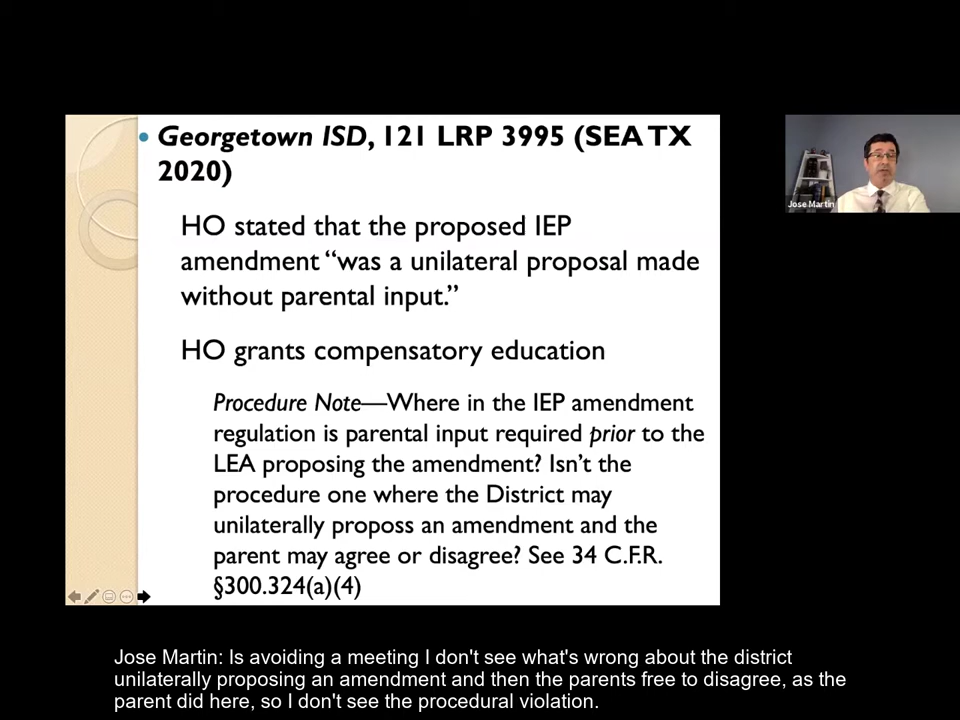 Georgetown ISD, 121 LRP 3995 (SEA TX
2020)
HO stated that the proposed IEP
amendment “was a unilateral proposal made
without parental input.”
HO grants compensatory education
Procedure Note—Where in the IEP amendment
regulation is parental input required prior to the
LEA proposing the amendment? Isn’t the
procedure one where the District may
unilaterally proposs an amendment and the
parent may agree or disagree? See 34 C.F.R.
§300.324(a)(4)
Jose Martin
Jose Martin: Is avoiding a meeting I don't see what's wrong about the district
unilaterally proposing an amendment and then the parents free to disagree, as the
parent did here, so I don't see the procedural violation.